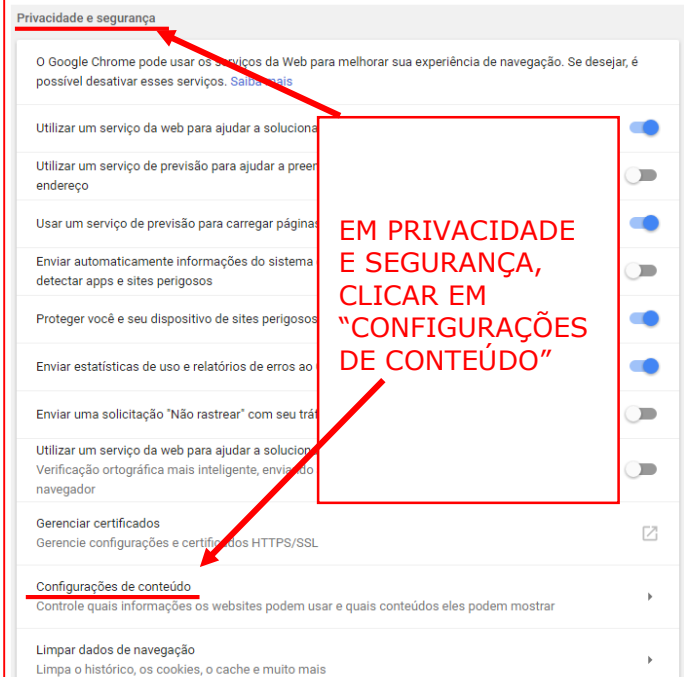 Privacidade e segurança
O Google Chrome pode usar os serviços da Web para melhorar sua experiência de navegação. Se desejar, é
possível desativar esses serviços. Saiba mais
Utilizar um serviço da web para ajudar a soluciona
Utilizar um serviço de previsão para ajudar a preen
endereço
Usar um serviço de previsão para carregar páginas
Enviar automaticamente informações do sistema
detectar apps e sites perigosos
Proteger você e seu dispositivo de sites perigosos
Enviar estatísticas de uso e relatórios de erros ao
Enviar uma solicitação "Não rastrear" com seu tráf
Utilizar um serviço da web para ajudar a solucion
Verificação ortográfica mais inteligente, enviando
navegador
EM PRIVACIDADE
E SEGURANÇA,
CLICAR EM
“CONFIGURAÇÕES
DE CONTEÚDO”
Gerenciar certificados
Gerencie configurações e certificados HTTPS/SSL
Configurações de conteúdo
Controle quais informações os websites podem usar e quais conteúdos eles podem mostrar
Limpar dados de navegação
Limpa o histórico, os cookies, o cache e muito mais